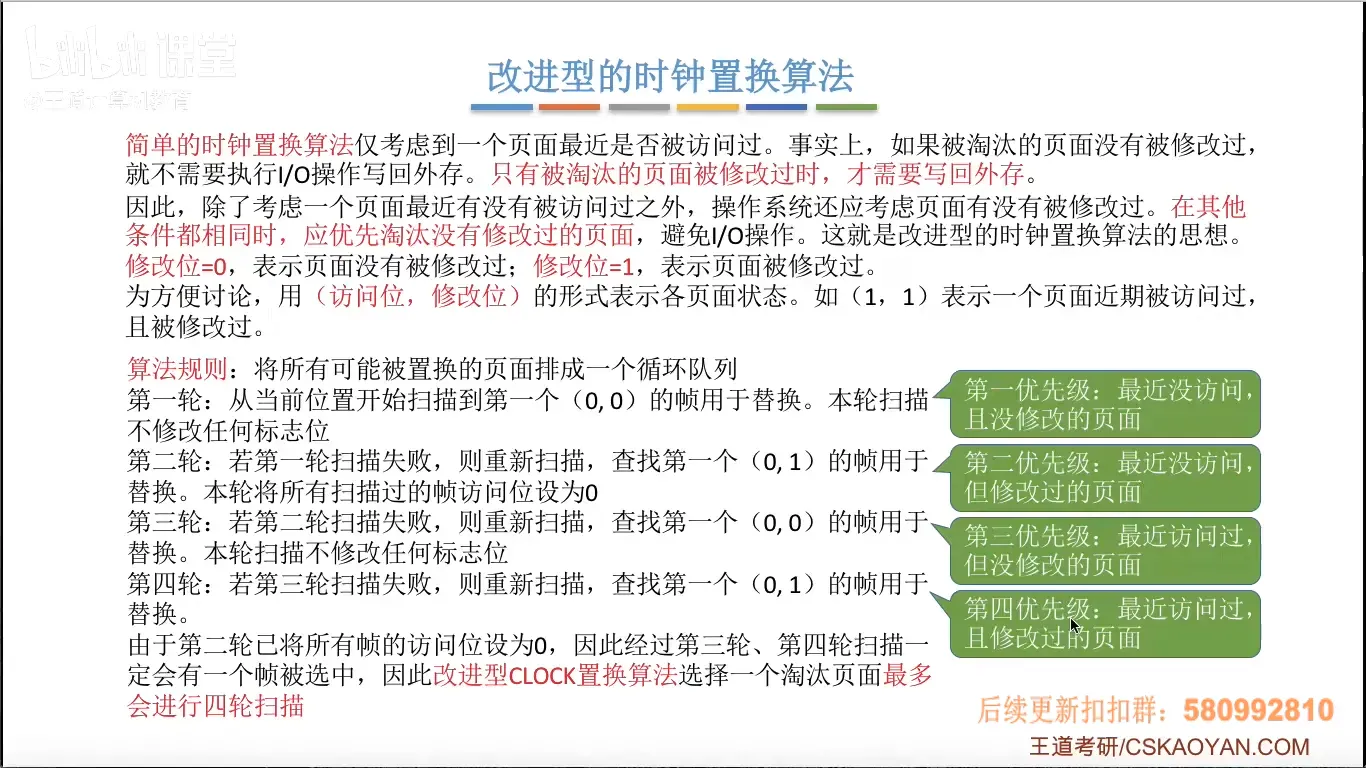 bilibili 课堂
改进型的时钟置换算法
简单的时钟置换算法仅考虑到一个页面最近是否被访问过。事实上，如果被淘汰的页面没有被修改过，
就不需要执行I/O操作写回外存。只有被淘汰的页面被修改过时，才需要写回外存。
因此，除了考虑一个页面最近有没有被访问过之外，操作系统还应考虑页面有没有被修改过。在其他
条件都相同时，应优先淘汰没有修改过的页面，避免I/O操作。这就是改进型的时钟置换算法的思想。
修改位=0，表示页面没有被修改过；修改位=1，表示页面被修改过。
为方便讨论，用（访问位，修改位）的形式表示各页面状态。如（1，1）表示一个页面近期被访问过，
且被修改过。
算法规则：将所有可能被置换的页面排成一个循环队列
第一轮：从当前位置开始扫描到第一个（0, 0）的帧用于替换。本轮扫描
不修改任何标志位
第二轮：若第一轮扫描失败，则重新扫描，查找第一个（0, 1）的帧用于
替换。本轮将所有扫描过的帧访问位设为0
第三轮：若第二轮扫描失败，则重新扫描，查找第一个（0, 0）的帧用于
替换。本轮扫描不修改任何标志位
第四轮：若第三轮扫描失败，则重新扫描，查找第一个（0, 1）的帧用于
替换。
由于第二轮已将所有帧的访问位设为0，因此经过第三轮、第四轮扫描一
定会有一个帧被选中，因此改进型CLOCK置换算法选择一个淘汰页面最多
会进行四轮扫描
第一优先级：最近没访问，
且没修改的页面
第二优先级：最近没访问，
但修改过的页面
第三优先级：最近访问过，
但没修改的页面
第四优先级：最近访问过，
且修改过的页面
后续更新扣扣群：580992810
王道考研/CSKAOYAN.COM